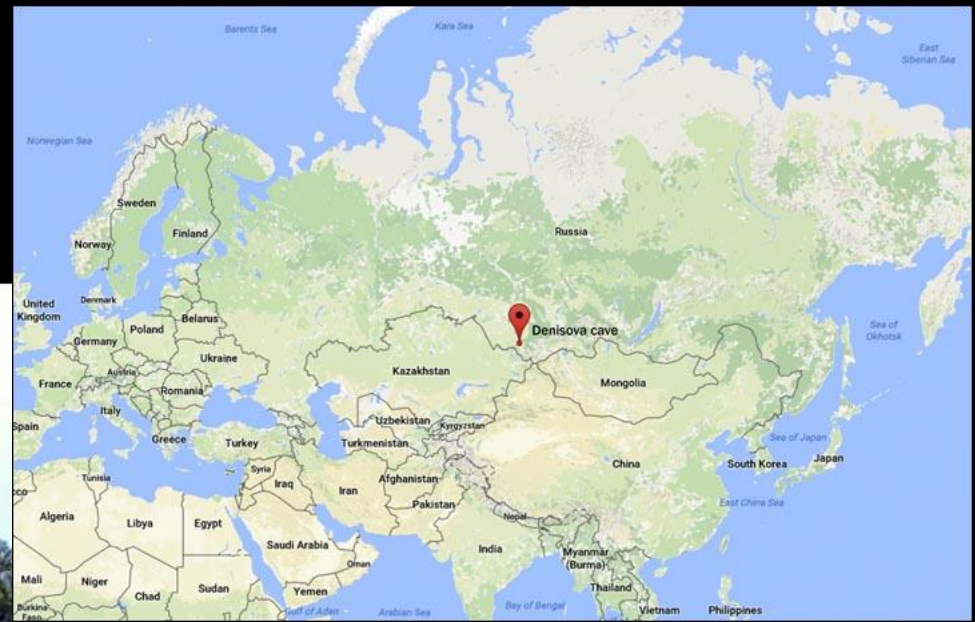 Barents Sea
Kara Sea
East
Siberian Sea
Norwegian Sea
Sweden
Finland
Norway
Russia
United
Kingdom
Denmark
Belarus
Poland
Germany
Ukraine
Austria
France
Romania
Italy
Spain
Greece
Turkey
Denisova cave
Kazakhstan
Mongolia
Sea of
Okhotsk
Uzbekistan
Kyrgyzstan
Turkmenistan
Sea of Japan
South Korea
Japan
China
Tunisia
Syria
Iraq
Iran
Afghanistan
Pakistan
East China Sea
cco
Algeria
Libya
Egypt
Nepal
Saudi Arabia
Oman
India
Myanmar
(Burma)
Mali
Niger
Chad
Sudan
Yemen
Thailand
Burkina
Faso
Gulf of Aden
Arabian Sea
Bay of Bengal
Vietnam
Philippines